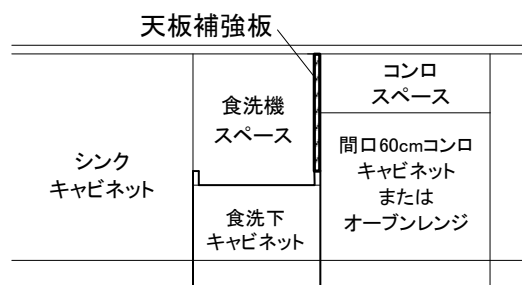 天板補強板
コンロ
スペース
食洗機
スペース
間口60cmコンロ
キャビネット
または
オーブンレンジ
シンク
キャビネット
食洗下
キャビネット